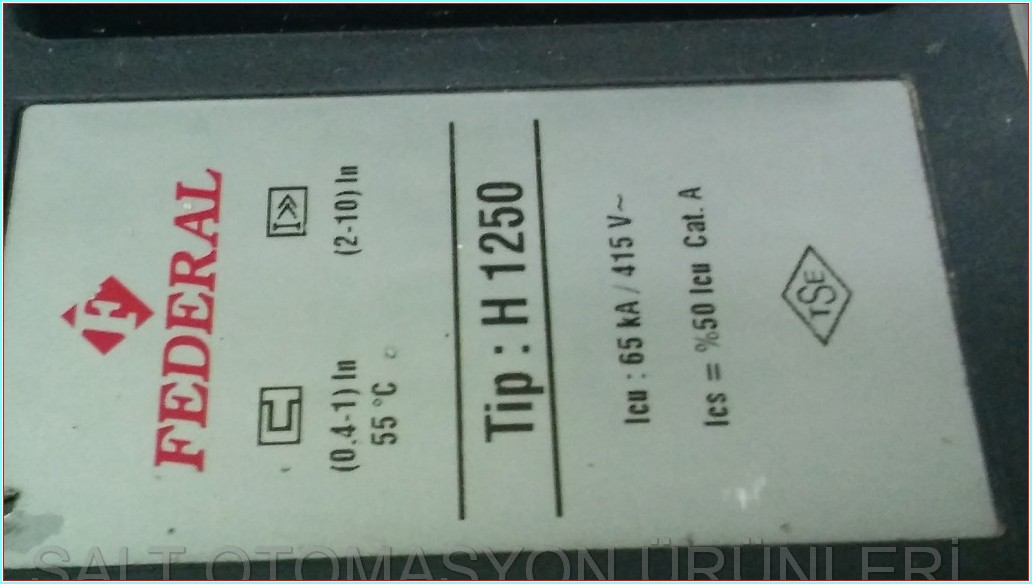 F
FEDERAL
I>>
(0.4-1) In
55 °C
(2-10) In
Tip : H 1250
Icu : 65 kA / 415 V~
Ics = %50 Icu Cat. A
TSE
SALT OTOMASYON ÜRÜNLERİ